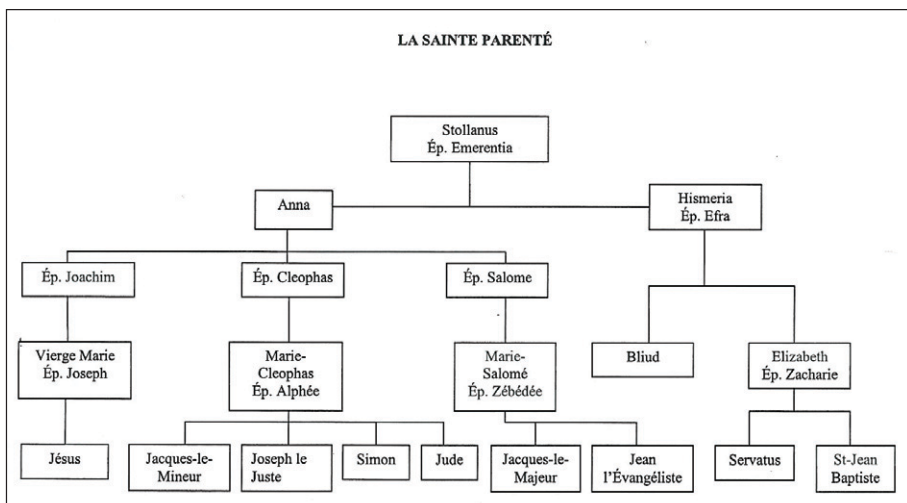 LA SAINTE PARENTÉ
Stollanus
Ép. Emerentia
Anna
Hismeria
Ép. Efra
Ép. Joachim
Ép. Cleophas
Ép. Salome
Vierge Marie
Ép. Joseph
Marie-
Cleophas
Ép. Alphée
Marie-
Salomé
Ép. Zébédée
Bliud
Elizabeth
Ép. Zacharie
Jésus
Jacques-le-
Mineur
Joseph le
Juste
Simon
Jude
Jacques-le-
Majeur
Jean
l'Évangéliste
Servatus
St-Jean
Baptiste